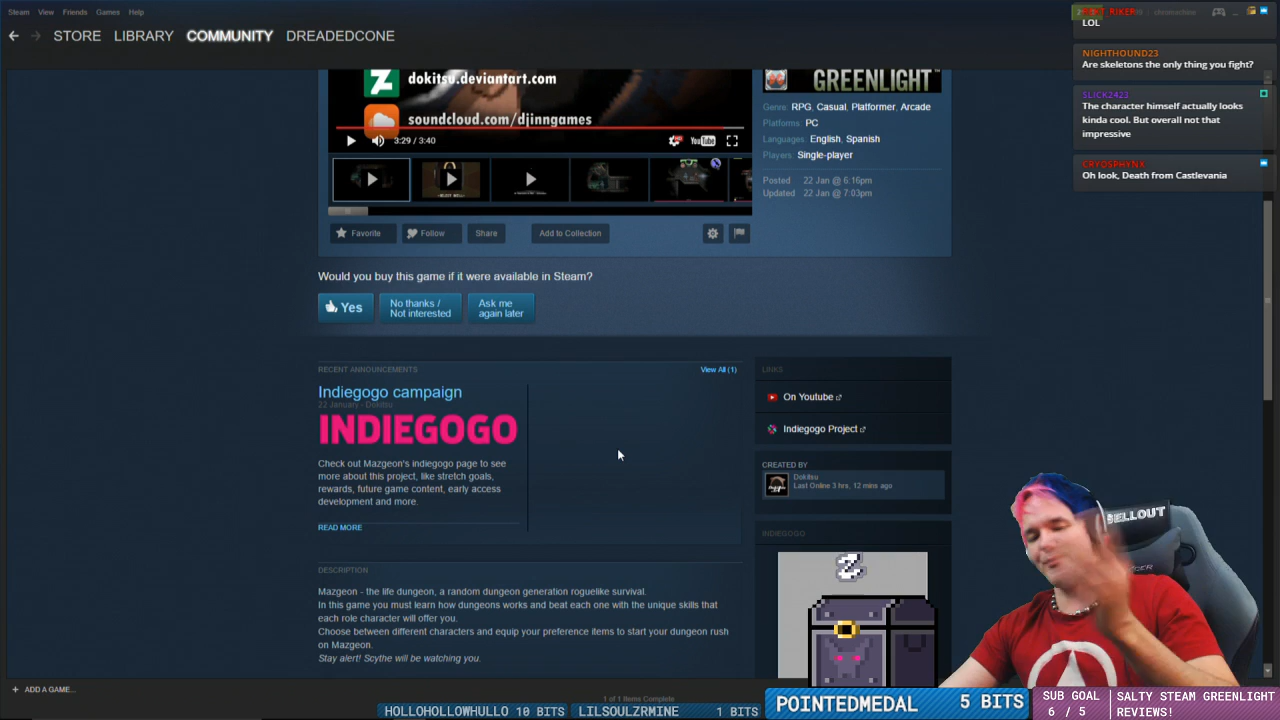 Steam View Friends Games Help
STORE LIBRARY COMMUNITY DREADEDCONE
dokitsu.deviantart.com
soundcloud.com/djinngames
3:29 / 3:40
YouTube
GREENLIGHT™
Genre: RPG, Casual, Platformer, Arcade
Platforms: PC
Languages: English, Spanish
Players: Single-player
Posted 22 Jan @ 6:16pm
Updated 22 Jan @ 7:03pm
Favorite Follow Share Add to Collection
Would you buy this game if it were available in Steam?
Yes
No thanks /
Not interested
Ask me
again later
RECENT ANNOUNCEMENTS View All (1)
Indiegogo campaign
22 January - Dokitsu
INDIEGOGO
Check out Mazgeon's indiegogo page to see
more about this project, like stretch goals,
rewards, future game content, early access
development and more.
READ MORE
DESCRIPTION
Mazgeon - the life dungeon, a random dungeon generation roguelike survival.
In this game you must learn how dungeons works and beat each one with the unique skills that
each role character will offer you.
Choose between different characters and equip your preference items to start your dungeon rush
on Mazgeon.
Stay alert! Scythe will be watching you.
LINKS
On Youtube
Indiegogo Project
CREATED BY
Dokitsu
Last Online 3 hrs, 12 mins ago
INDIEGOGO
LOL
NIGHTHOUND23
Are skeletons the only thing you fight?
SLICK2423
The character himself actually looks
kinda cool. But overall not that
impressive
CRYOSPHYNX
Oh look, Death from Castlevania
SELLOUT
+ ADD A GAME...
1 of 1 Items Complete
HOLLOHOLLOWHULLO 10 BITS LILSOULZRMINE 1 BITS
POINTEDMEDAL 5 BITS
SUB GOAL
6 / 5
SALTY STEAM GREENLIGHT
REVIEWS!